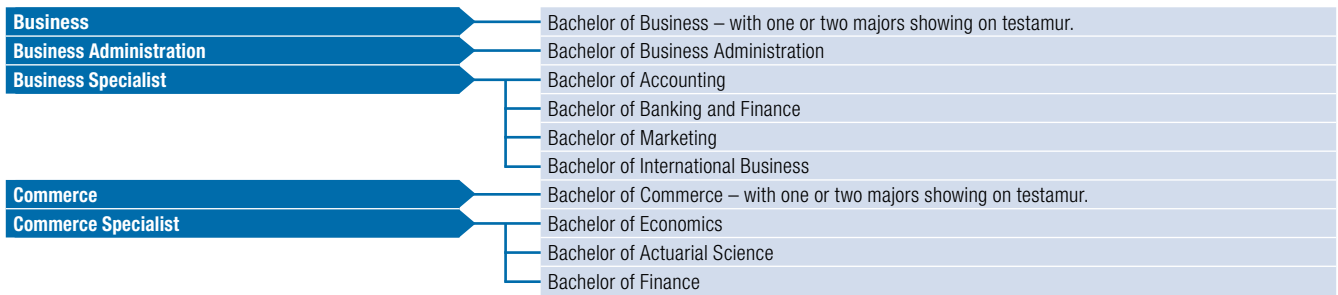 Business
Bachelor of Business – with one or two majors showing on testamur.
Business Administration
Bachelor of Business Administration
Business Specialist
Bachelor of Accounting
Bachelor of Banking and Finance
Bachelor of Marketing
Bachelor of International Business
Commerce
Bachelor of Commerce – with one or two majors showing on testamur.
Commerce Specialist
Bachelor of Economics
Bachelor of Actuarial Science
Bachelor of Finance